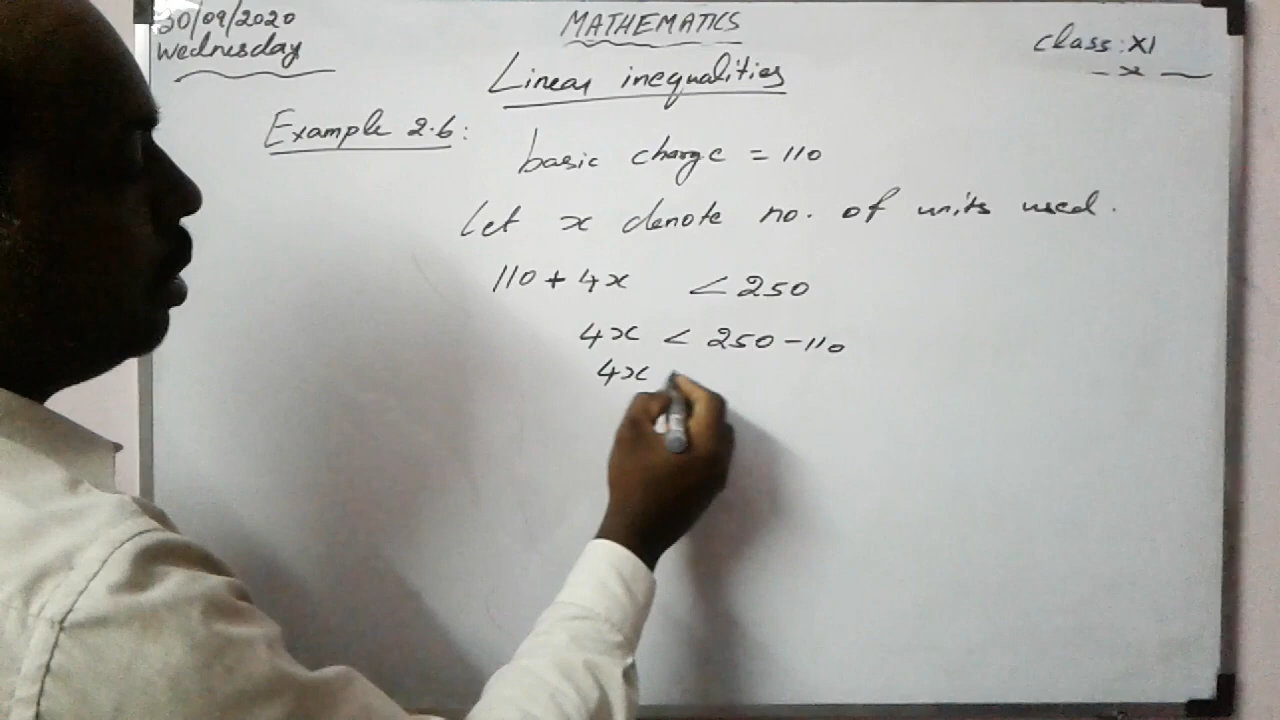 30/09/2020
Wednesday
MATHEMATICS
Class: XI
x
Linear inequalities
Example 2.6:
basic charge = 110
Let x denote no. of units used.
110 + 4x < 250
4x < 250 - 110
4x